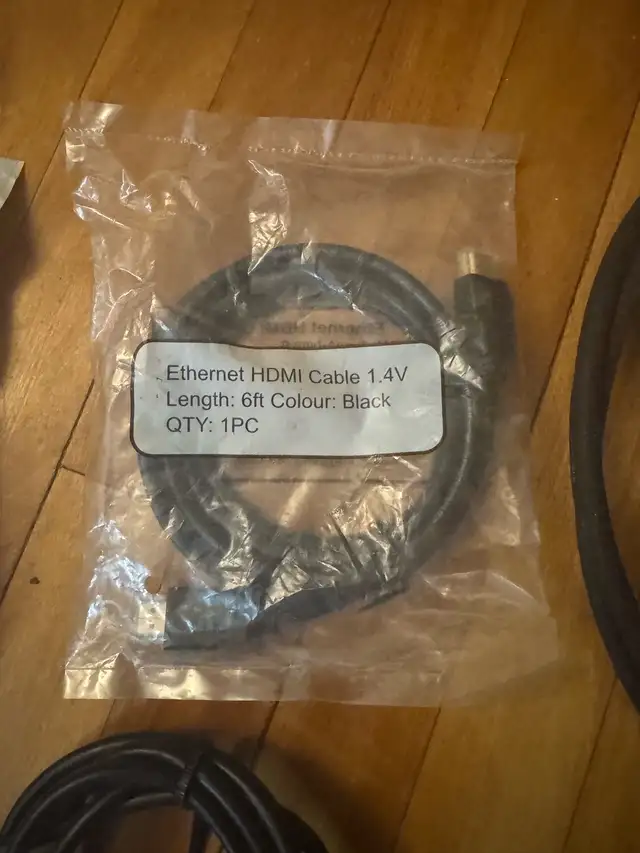 Ethernet HDMI Cable 1.4V
Length: 6ft Colour: Black
QTY: 1PC